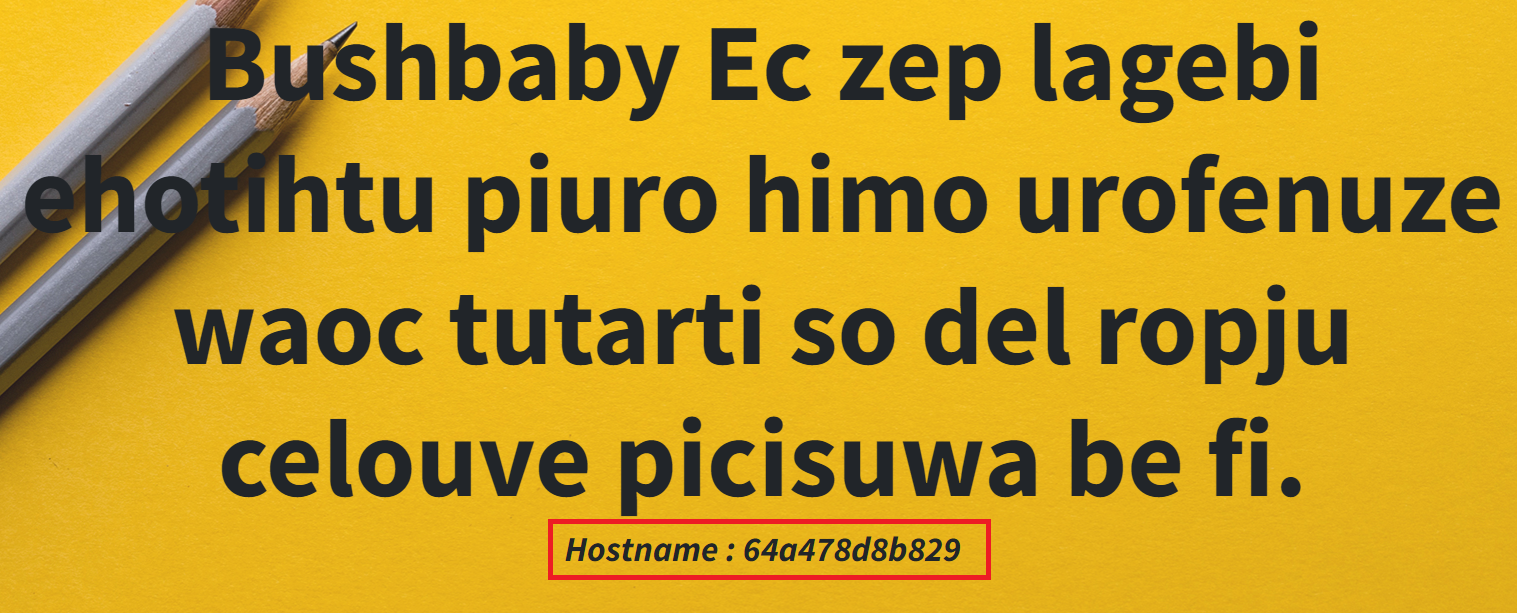 Bushbaby Ec zep lagebi
ehotihtu piuro himo urofenuze
waoc tutarti so del ropju
celouve picisuwa be fi.
Hostname : 64a478d8b829